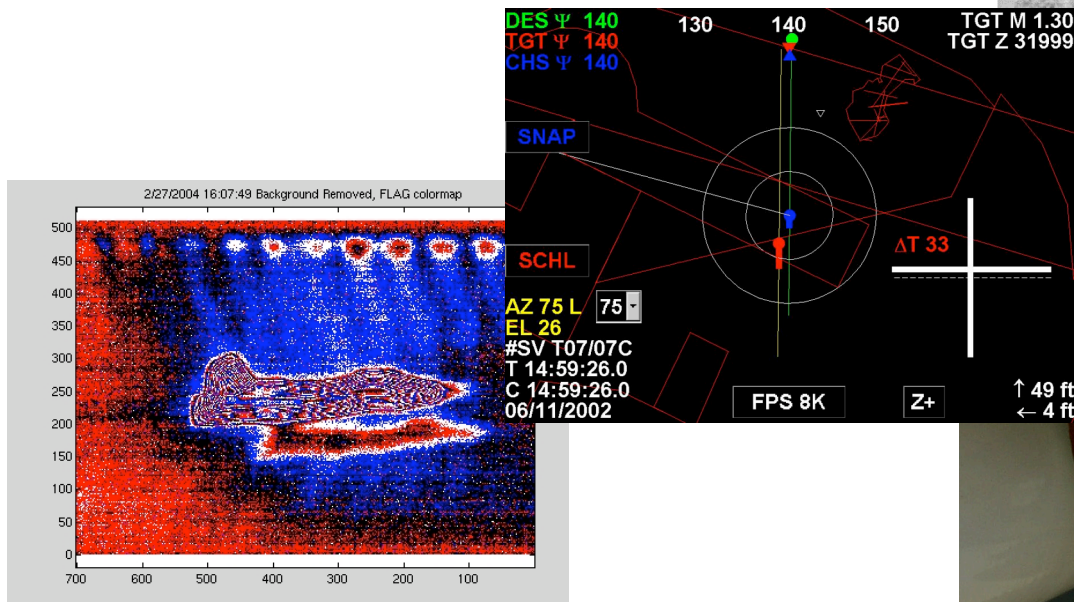 DES Ψ 140
TGT Ψ 140
CHS Ψ 140
130 140 150
TGT M 1.30
TGT Z 31999
SNAP
SCHL
ΔT 33
AZ 75 L
75
EL 26
#SV T07/07C
T 14:59:26.0
C 14:59:26.0
06/11/2002
FPS 8K
Z+
↑ 49 ft
← 4 ft
2/27/2004 16:07:49 Background Removed, FLAG colormap
500
450
400
350
300
250
200
150
100
50
0
700 600 500 400 300 200 100